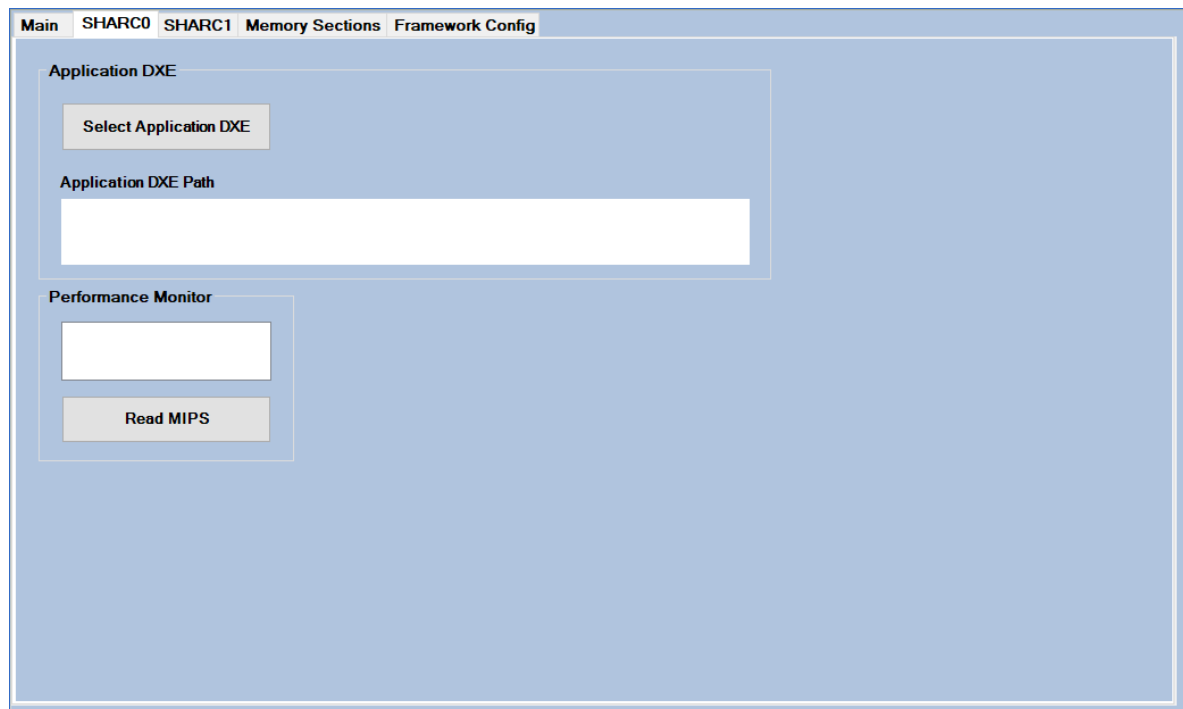 Main SHARC0 SHARC1 Memory Sections Framework Config
Application DXE
Select Application DXE
Application DXE Path
Performance Monitor
Read MIPS